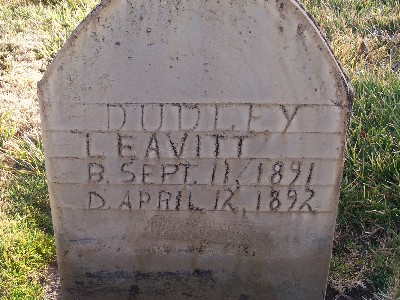 DUDLEY
LEAVITT
B. SEPT. 11, 1891
D. APRIL 12, 1892